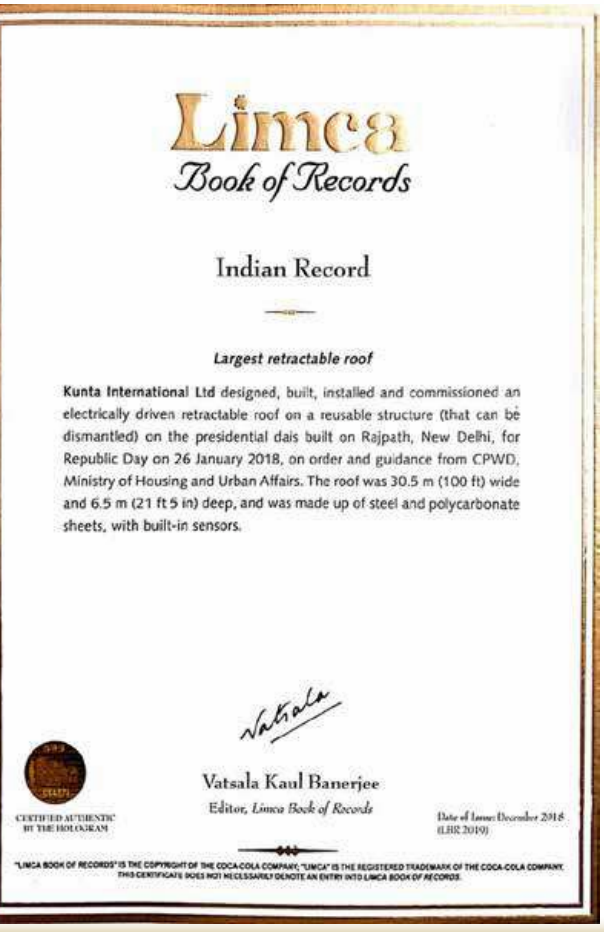 Limca
Book of Records
Indian Record
Largest retractable roof
Kunta International Ltd designed, built, installed and commissioned an
electrically driven retractable roof on a reusable structure (that can be
dismantled) on the presidential dais built on Rajpath, New Delhi, for
Republic Day on 26 January 2018, on order and guidance from CPWD,
Ministry of Housing and Urban Affairs. The roof was 30.5 m (100 ft) wide
and 6.5 m (21 ft 5 in) deep, and was made up of steel and polycarbonate
sheets, with built-in sensors.
Vatsala
Vatsala Kaul Banerjee
Editor, Limca Book of Records
CERTIFIED AUTHENTIC
BY THE HOLOGRAM
Date of Issue: December 2018
(LBR 2019)
"LIMCA BOOK OF RECORDS" IS THE COPYRIGHT OF THE COCA-COLA COMPANY; "LIMCA" IS THE REGISTERED TRADEMARK OF THE COCA-COLA COMPANY.
THIS CERTIFICATE DOES NOT NECESSARILY DENOTE AN ENTRY INTO LIMCA BOOK OF RECORDS.